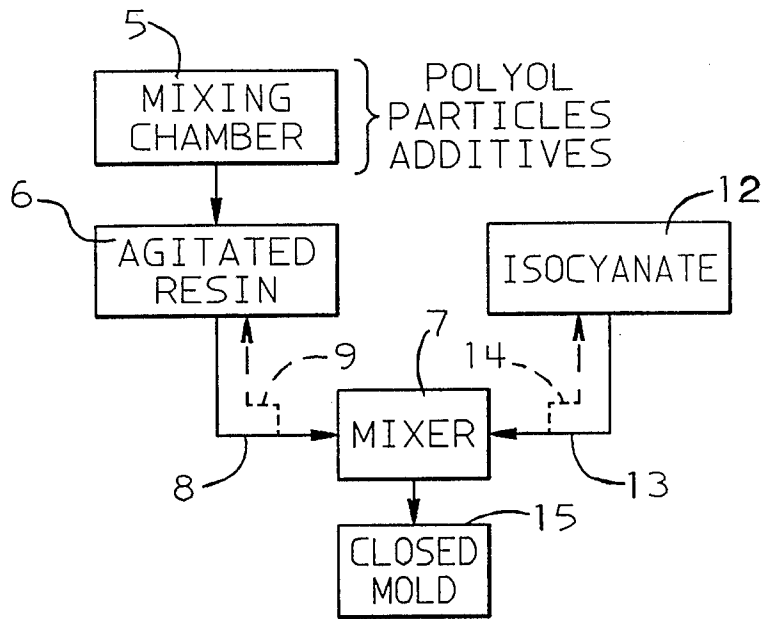 5
MIXING
CHAMBER
POLYOL
PARTICLES
ADDITIVES
6
AGITATED
RESIN
12
ISOCYANATE
9
7
14
MIXER
8
13
15
CLOSED
MOLD